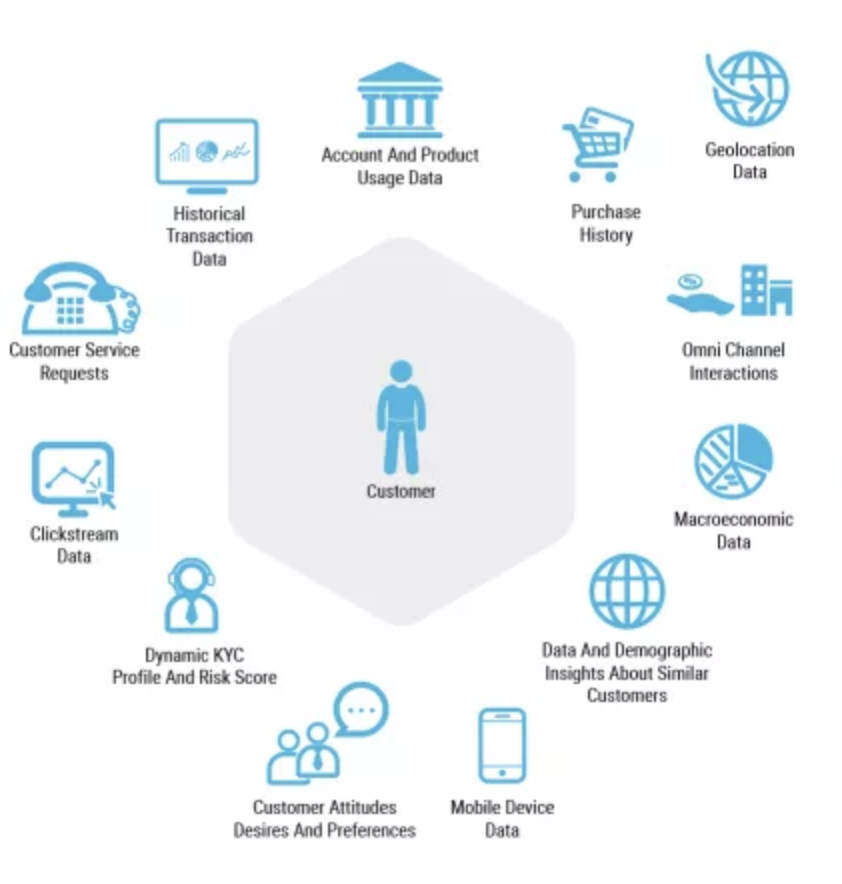 Account And Product
Usage Data
Geolocation
Data
Historical
Transaction
Data
Purchase
History
Customer Service
Requests
Omni Channel
Interactions
Customer
Clickstream
Data
Macroeconomic
Data
Dynamic KYC
Profile And Risk Score
Data And Demographic
Insights About Similar
Customers
Customer Attitudes
Desires And Preferences
Mobile Device
Data